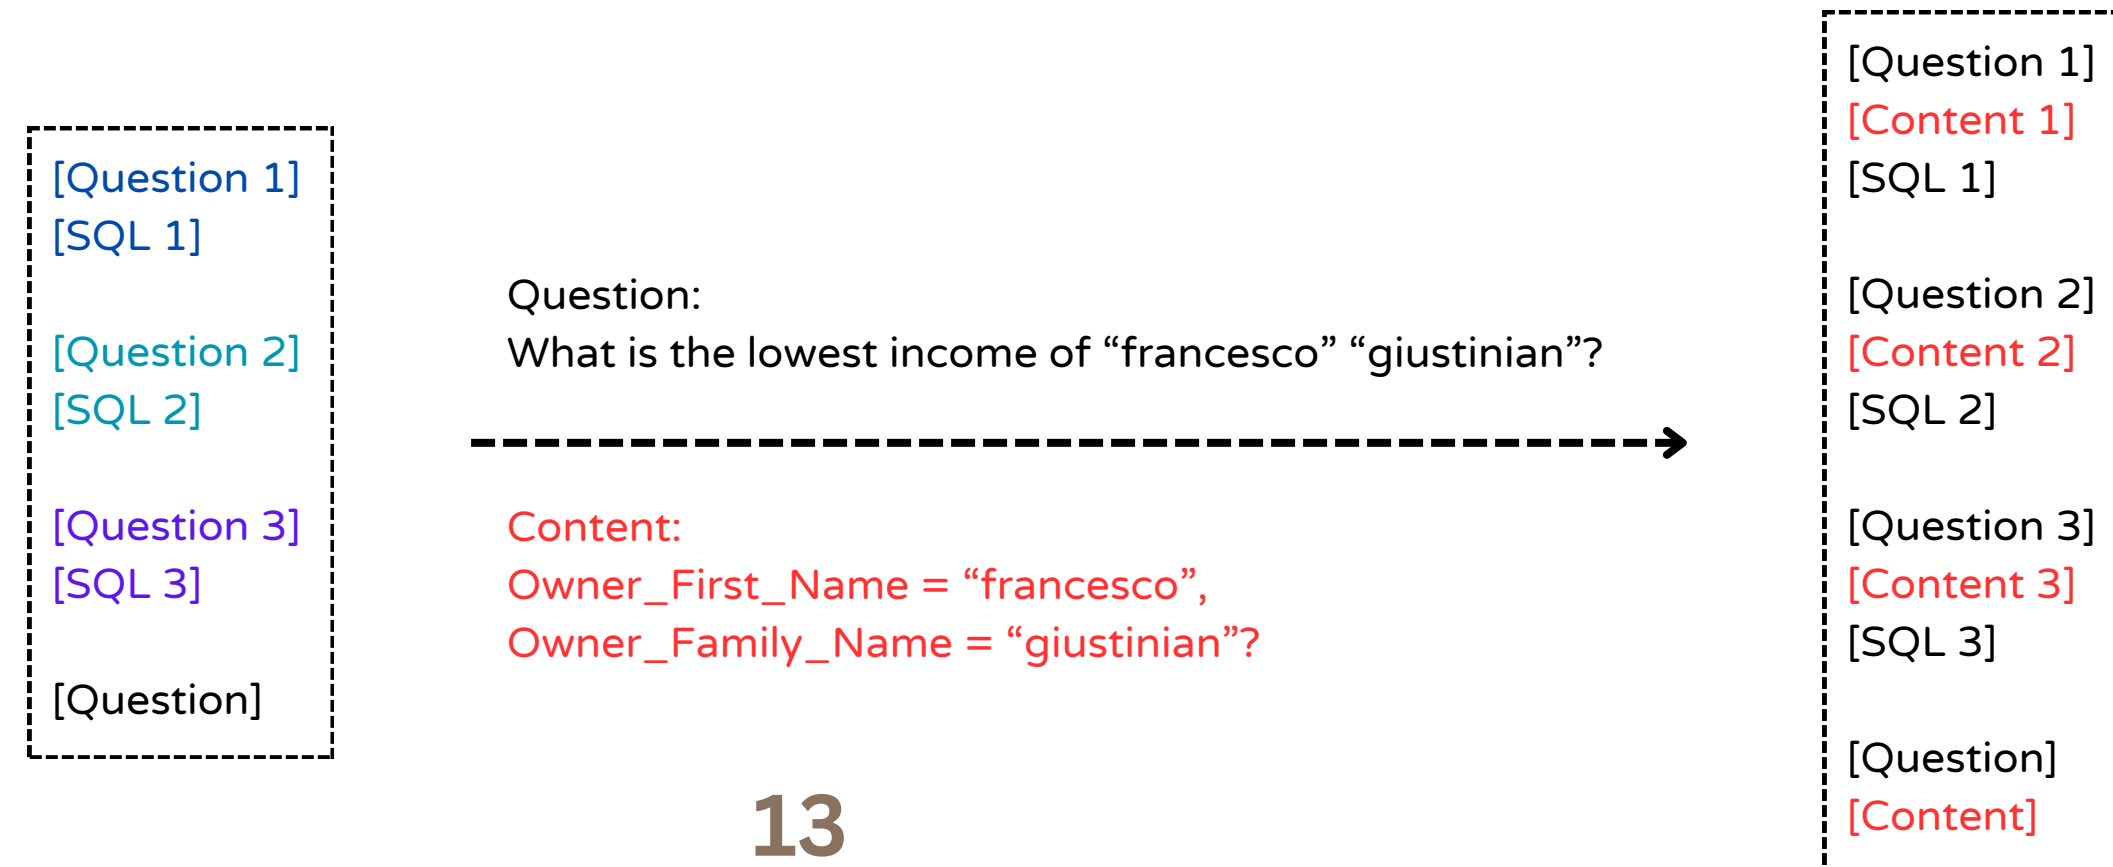 [Question 1]
[SQL 1]
[Question 2]
[SQL 2]
[Question 3]
[SQL 3]
[Question]
Question:
What is the lowest income of “francesco” “giustinian”?
Content:
Owner_First_Name = “francesco”,
Owner_Family_Name = “giustinian”?
[Question 1]
[Content 1]
[SQL 1]
[Question 2]
[Content 2]
[SQL 2]
[Question 3]
[Content 3]
[SQL 3]
[Question]
[Content]
13